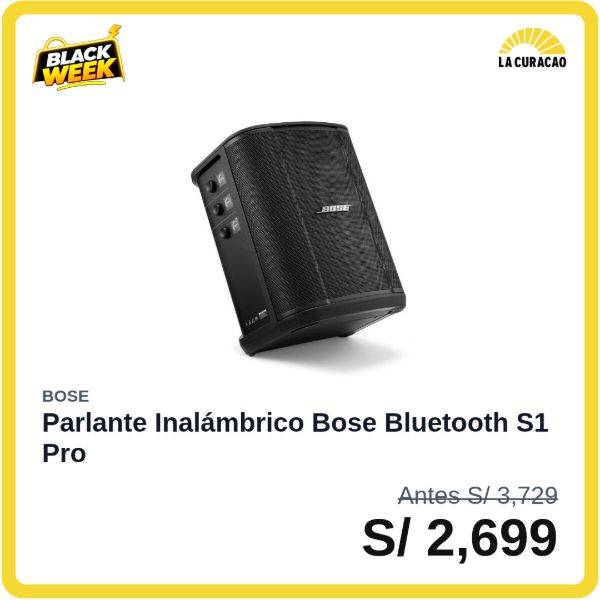 BLACK
WEEK
LA CURACAO
BOSE
BOSE
Parlante Inalámbrico Bose Bluetooth S1
Pro
Antes S/ 3,729
S/ 2,699